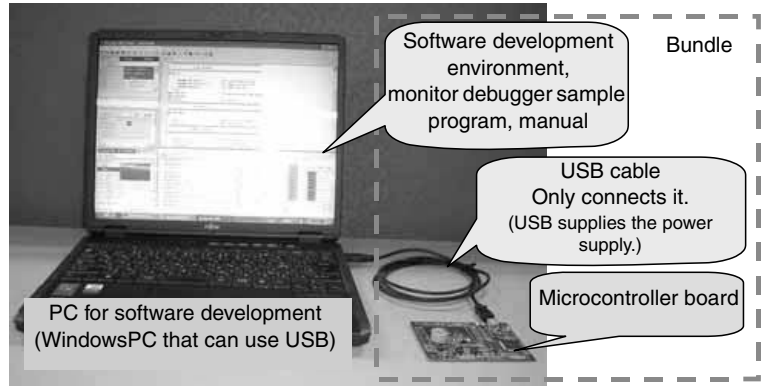 Software development
environment,
monitor debugger sample
program, manual
Bundle
USB cable
Only connects it.
(USB supplies the power
supply.)
Microcontroller board
PC for software development
(WindowsPC that can use USB)